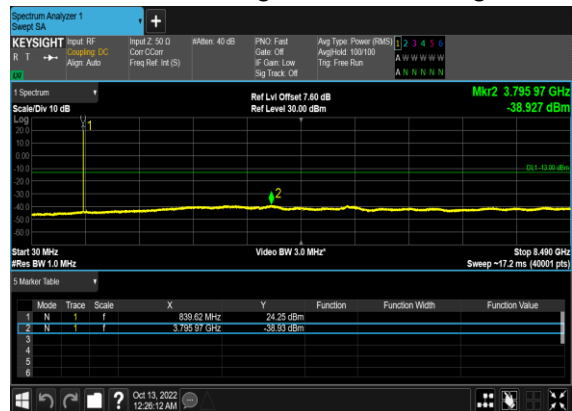 Spectrum Analyzer 1
Swept SA
KEYSIGHT
R T
LW
Input: RF
Coupling: DC
Align: Auto
Input Z: 50 Ω
Corr CCorr
Freq Ref: Int (S)
#Atten: 40 dB
PNO: Fast
Gate: Off
IF Gain: Low
Sig Track: Off
Avg Type: Power (RMS)
Avg|Hold: 100/100
Trig: Free Run
1 2 3 4 5 6
A W W W W W
A N N N N N
1 Spectrum
Scale/Div 10 dB
Ref Lvl Offset 7.60 dB
Ref Level 30.00 dBm
Mkr2 3.795 97 GHz
-38.927 dBm
Log
20.0
10.0
0.00
-10.0
-20.0
-30.0
-40.0
-50.0
-60.0
1
2
DL1 -13.00 dBm
Start 30 MHz
#Res BW 1.0 MHz
Video BW 3.0 MHz*
Stop 8.490 GHz
Sweep ~17.2 ms (40001 pts)
5 Marker Table
Mode Trace Scale X Y Function Function Width Function Value
1 N 1 f 839.62 MHz 24.25 dBm
2 N 1 f 3.795 97 GHz -38.93 dBm
3
4
5
6
?
Oct 13, 2022
12:26:12 AM